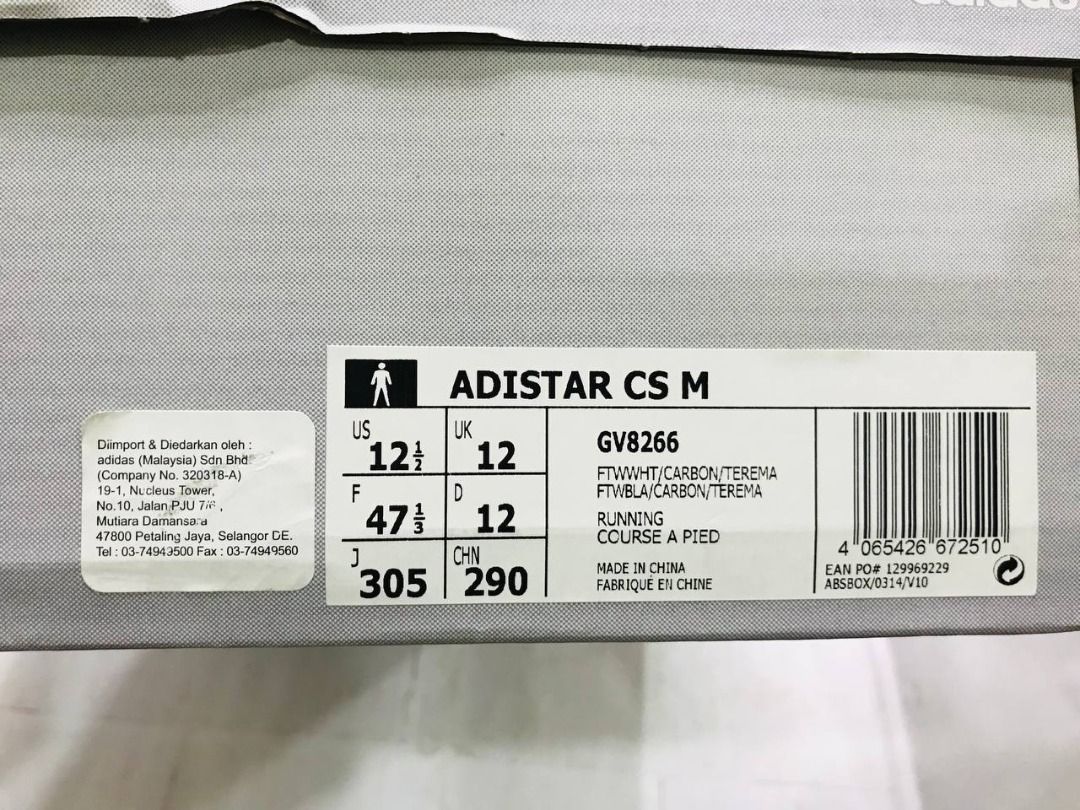 Diimport & Diedarkan oleh :
adidas (Malaysia) Sdn Bhd
(Company No. 320318-A)
19-1, Nucleus Tower,
No.10, Jalan PJU 7/6 ,
Mutiara Damansara
47800 Petaling Jaya, Selangor DE.
Tel : 03-74949500 Fax : 03-74949560
ADISTAR CS M
US 12½
UK 12
F 47⅓
D 12
J 305
CHN 290
GV8266
FTWWHT/CARBON/TEREMA
FTWBLA/CARBON/TEREMA
RUNNING
COURSE A PIED
MADE IN CHINA
FABRIQUÉ EN CHINE
4 065426 672510
EAN PO# 129969229
ABSBOX/0314/V10